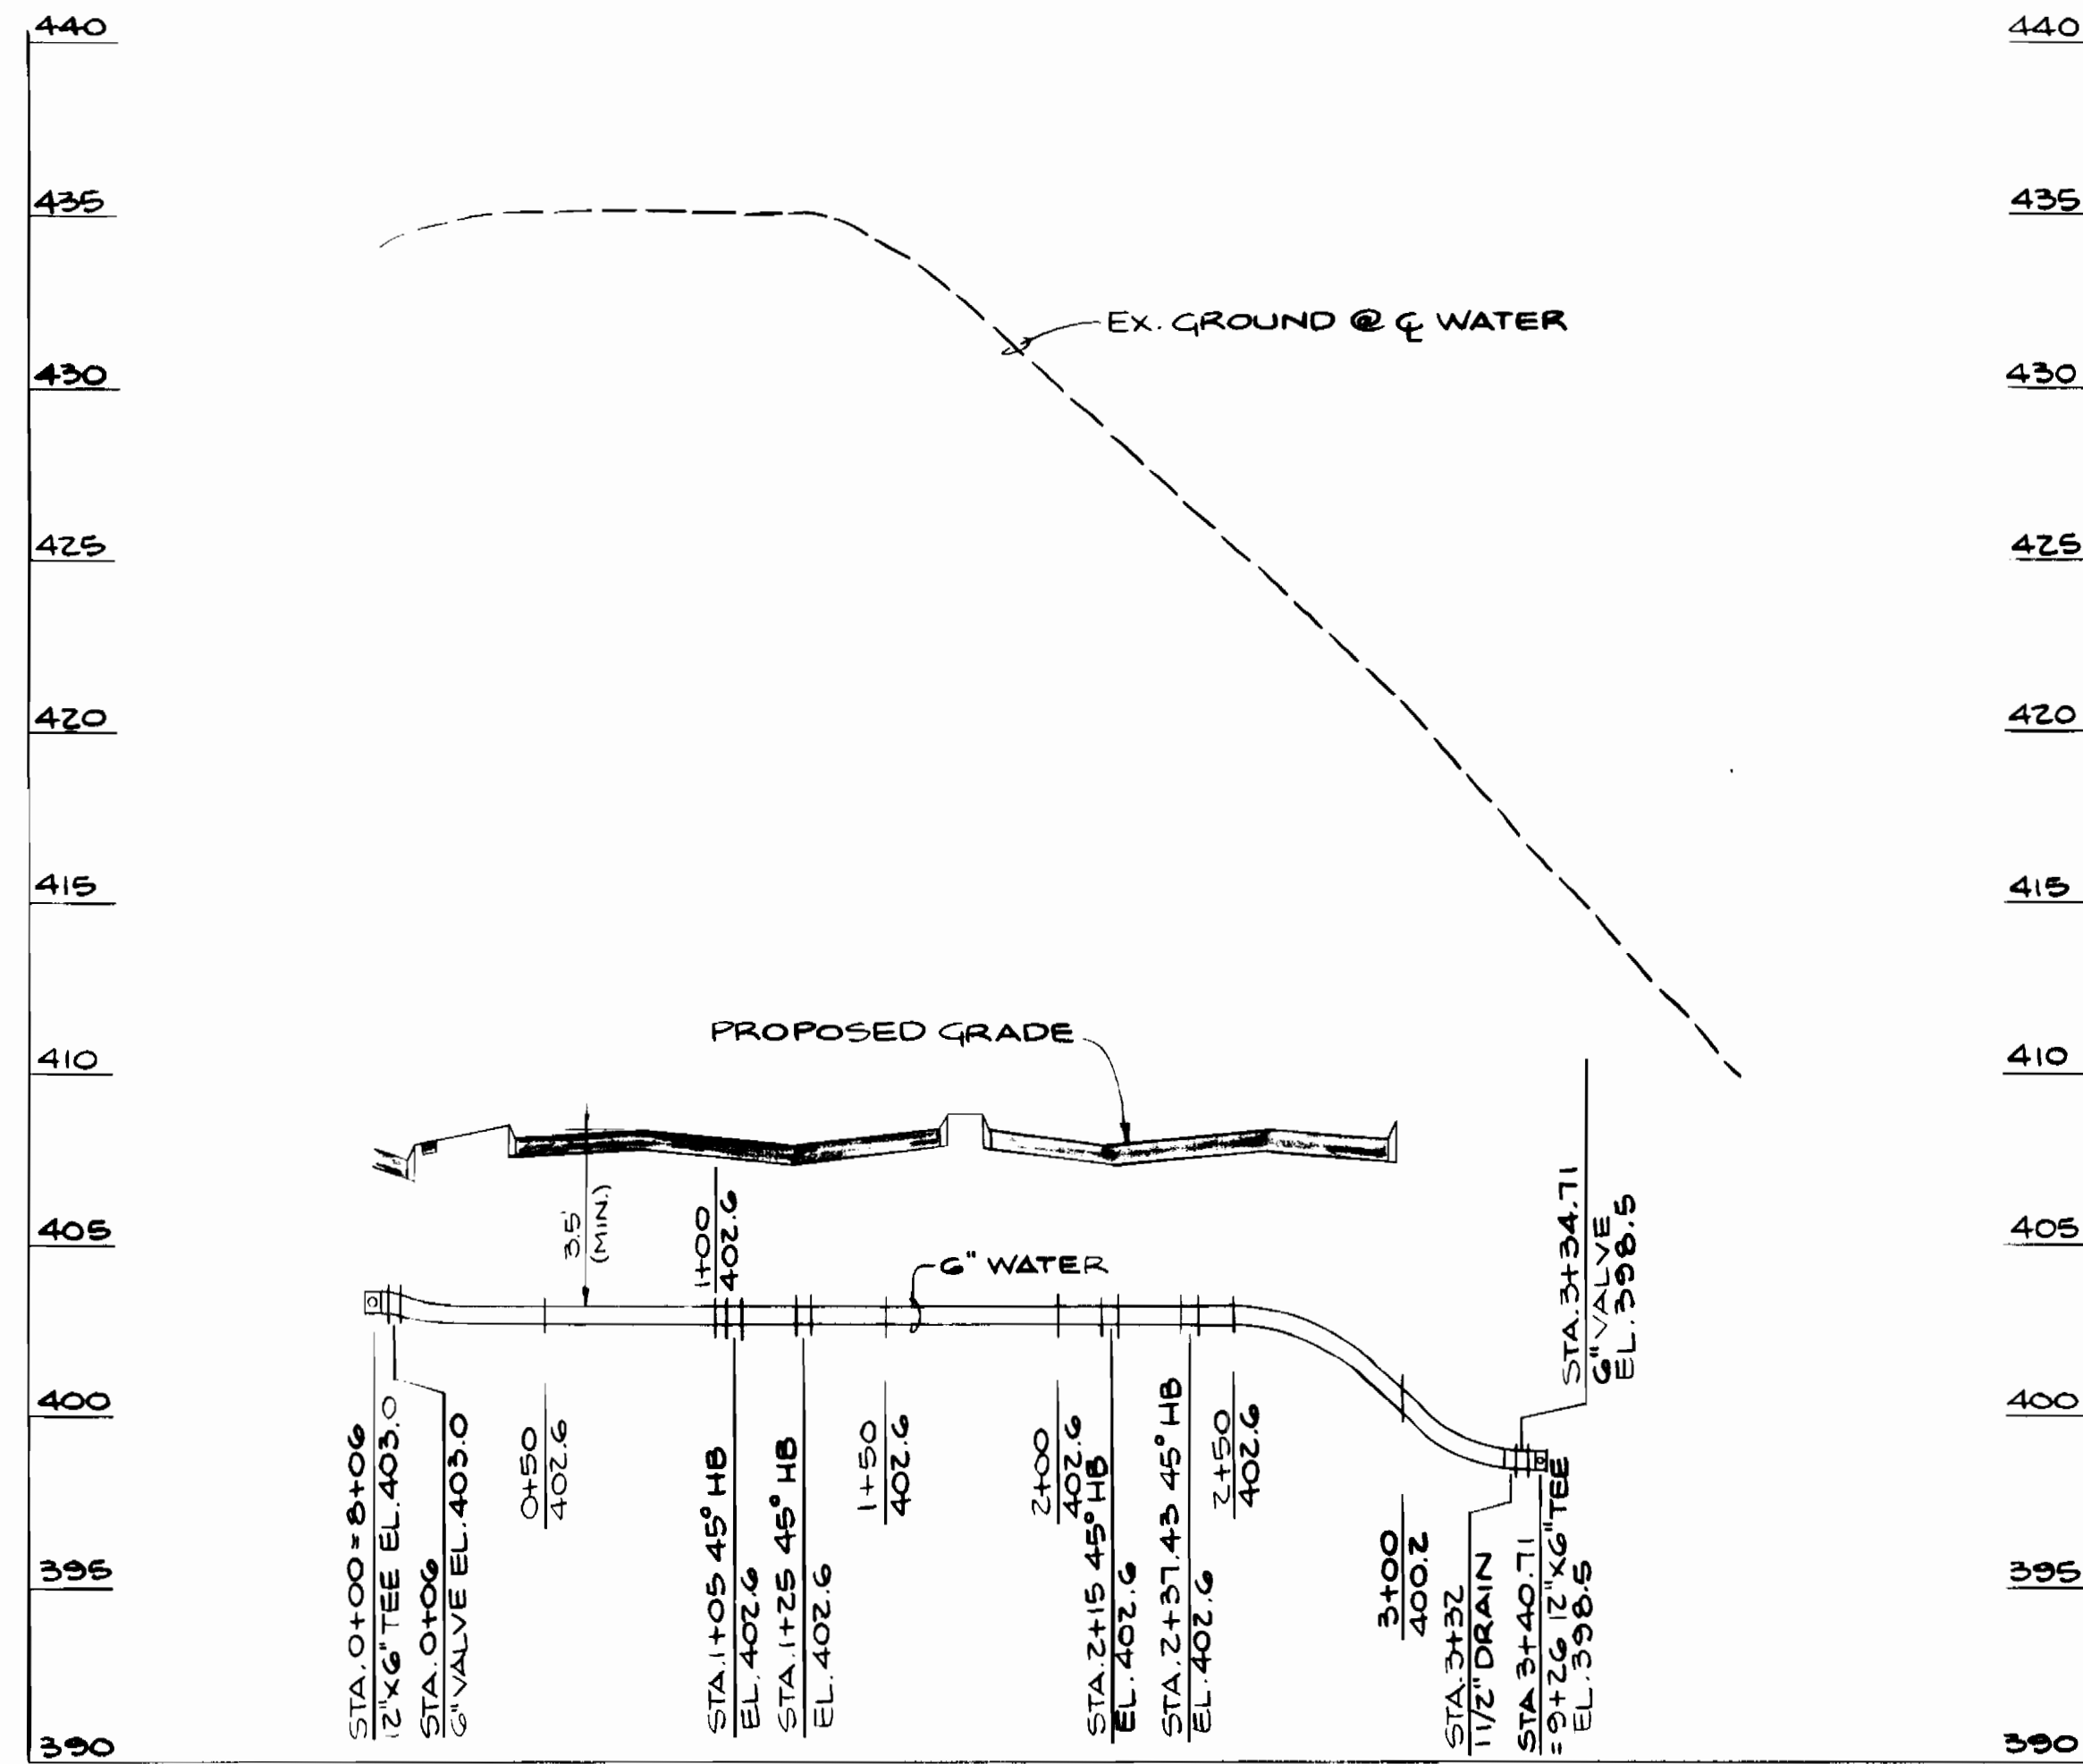 440
440
435
435
EX. GROUND @ ℄ WATER
430
430
425
425
420
420
415
415
PROPOSED GRADE
410
410
3.5'
(MIN.)
1+00
402.6
405
405
6" WATER
STA. 3+34.71
6" VALVE
EL. 398.5
400
400
STA. 0+00 = 8+06
12"X6" TEE EL. 403.0
STA. 0+06
6" VALVE EL. 403.0
0+50
402.6
STA. 1+05 45° HB
EL. 402.6
STA. 1+25 45° HB
EL. 402.6
1+50
402.6
2+00
402.6
STA. 2+15 45° HB
EL. 402.6
STA. 2+37.43 45° HB
EL. 402.6
2+50
402.6
3+00
400.2
STA. 3+32
1 1/2" DRAIN
STA 3+40.71
= 9+26 12"X6" TEE
EL. 398.5
395
395
390
390